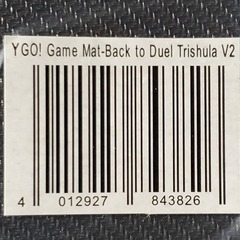 YGO! Game Mat-Back to Duel Trishula V2
4 012927 843826